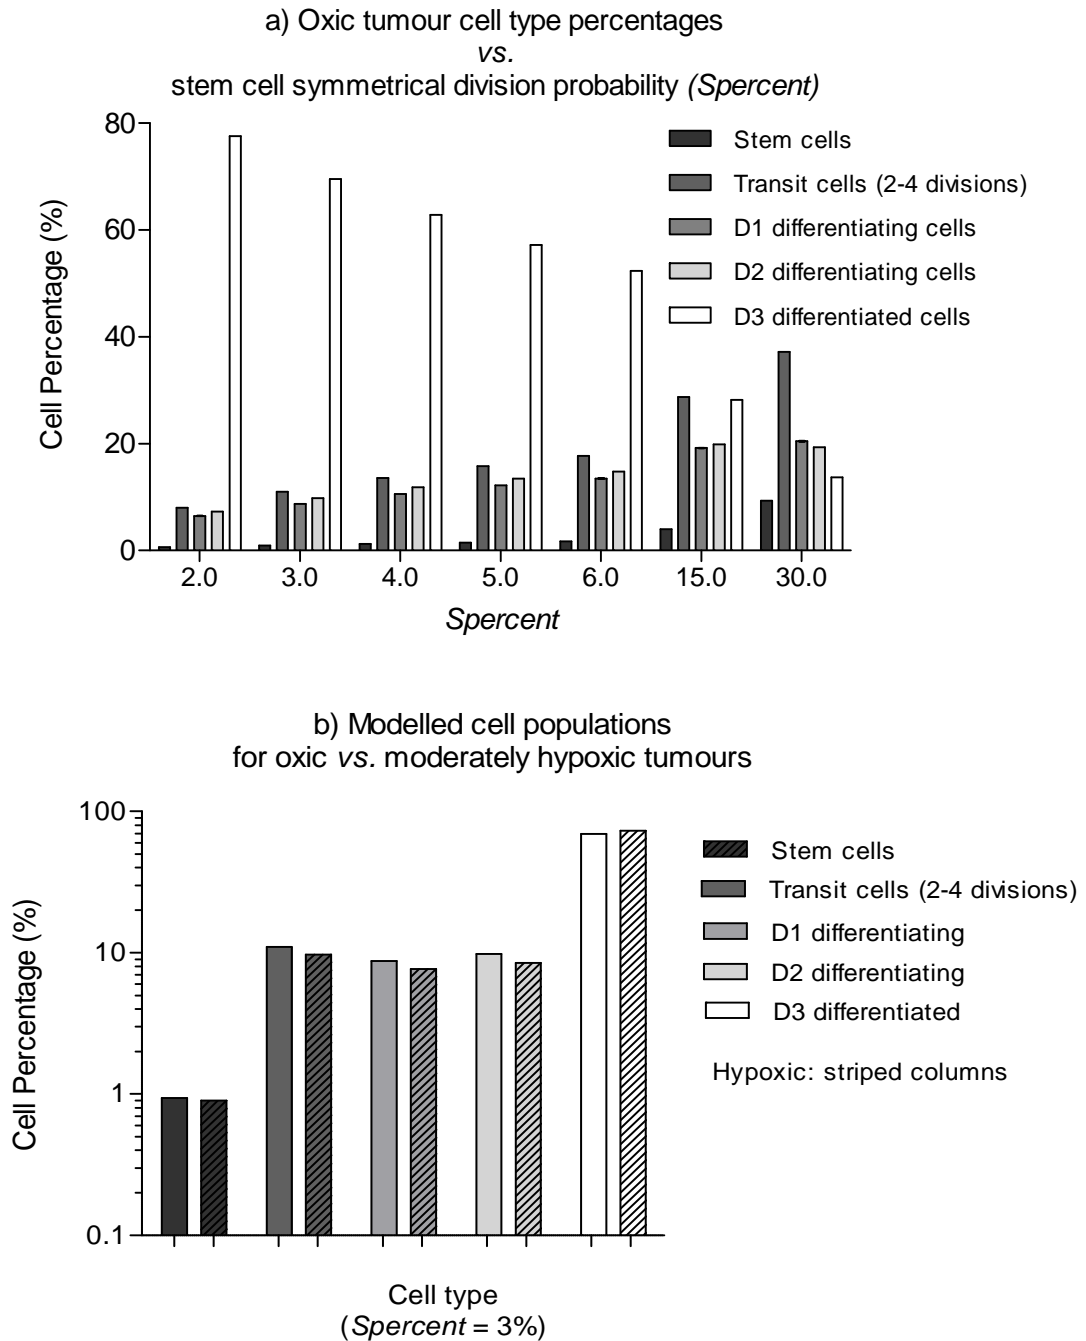 a) Oxic tumour cell type percentages
vs.
stem cell symmetrical division probability (Spercent)
80
60
40
20
0
Cell Percentage (%)
Stem cells
Transit cells (2-4 divisions)
D1 differentiating cells
D2 differentiating cells
D3 differentiated cells
2.0 3.0 4.0 5.0 6.0 15.0 30.0
Spercent
b) Modelled cell populations
for oxic vs. moderately hypoxic tumours
100
10
1
0.1
Cell Percentage (%)
Stem cells
Transit cells (2-4 divisions)
D1 differentiating
D2 differentiating
D3 differentiated
Hypoxic: striped columns
Cell type
(Spercent = 3%)